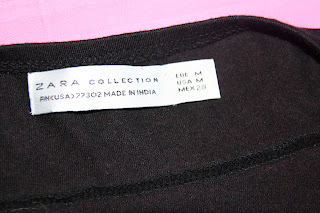 ZARA COLLECTION
RN(USA)77302 MADE IN INDIA
EUR M
USA M
MEX 28